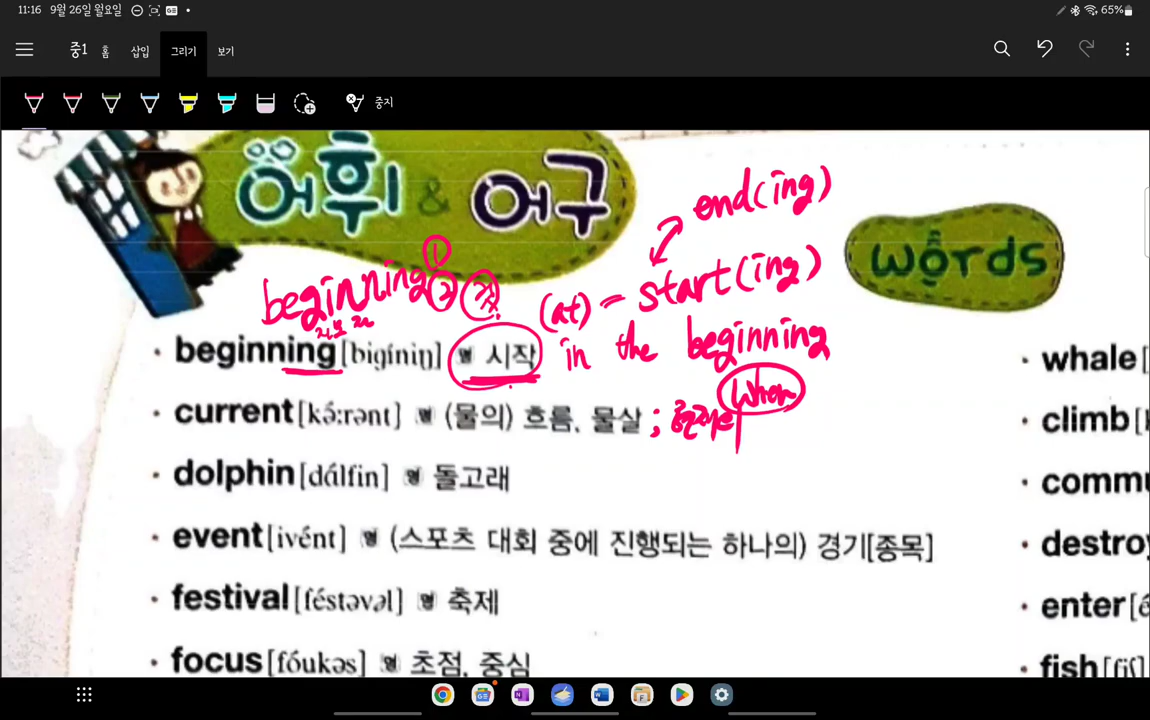 11:16 9월 26일 월요일
65%
중1 홈 삽입 그리기 보기
중지
어휘 & 어구
words
end(ing)
beginning ① ②
(at) = start(ing)
in the beginning
when
beginning[bigíniŋ] 명 시작
current[kə́ːrənt] 명 (물의) 흐름, 물살 ;
dolphin[dálfin] 명 돌고래
event[ivént] 명 (스포츠 대회 중에 진행되는 하나의) 경기[종목]
festival[féstəvəl] 명 축제
focus[fóukəs] 명 초점, 중심
whale[
climb[
commu
destroy
enter[
fish[fiʃ]